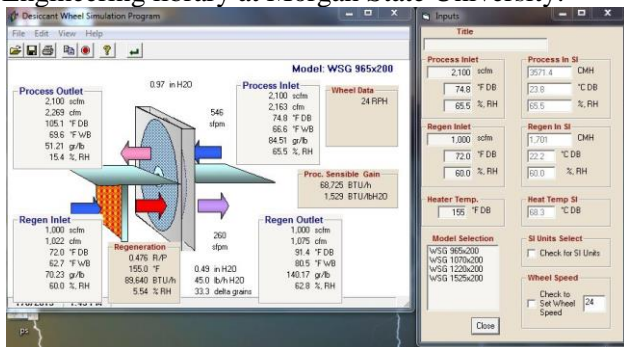 Engineering library at Morgan State University.
Desiccant Wheel Simulation Program
File Edit View Help
Model: WSG 965x200
Process Outlet
2,100 scfm
2,269 cfm
105.1 °F DB
69.6 °F WB
51.21 gr/lb
15.4 %, RH
0.97 in H2O
546
sfpm
Process Inlet
2,100 scfm
2,163 cfm
74.8 °F DB
66.6 °F WB
84.51 gr/lb
65.5 %, RH
Wheel Data
24 RPH
Proc. Sensible Gain
68,725 BTU/h
1,529 BTU/lbH2O
Regen Inlet
1,000 scfm
1,022 cfm
72.0 °F DB
62.7 °F WB
70.23 gr/lb
60.0 %, RH
Regeneration
0.476 R/P
155.0 °F
89,640 BTU/h
5.54 % RH
260
sfpm
0.49 in H2O
45.0 lb/h H2O
33.3 delta grains
Regen Outlet
1,000 scfm
1,075 cfm
91.4 °F DB
80.5 °F WB
140.17 gr/lb
62.8 %, RH
ps
Inputs
Title
Process Inlet
2,100 scfm
74.8 °F DB
65.5 %, RH
Process In SI
3571.4 CMH
23.8 °C DB
65.5 %, RH
Regen Inlet
1,000 scfm
72.0 °F DB
60.0 %, RH
Regen In SI
1,701 CMH
22.2 °C DB
60.0 %, RH
Heater Temp.
155 °F DB
Heat Temp SI
68.3 °C DB
Model Selection
WSG 965x200
WSG 1070x200
WSG 1220x200
WSG 1525x200
SI Units Select
Check for SI Units
Wheel Speed
Check to
Set Wheel
Speed
24
Close